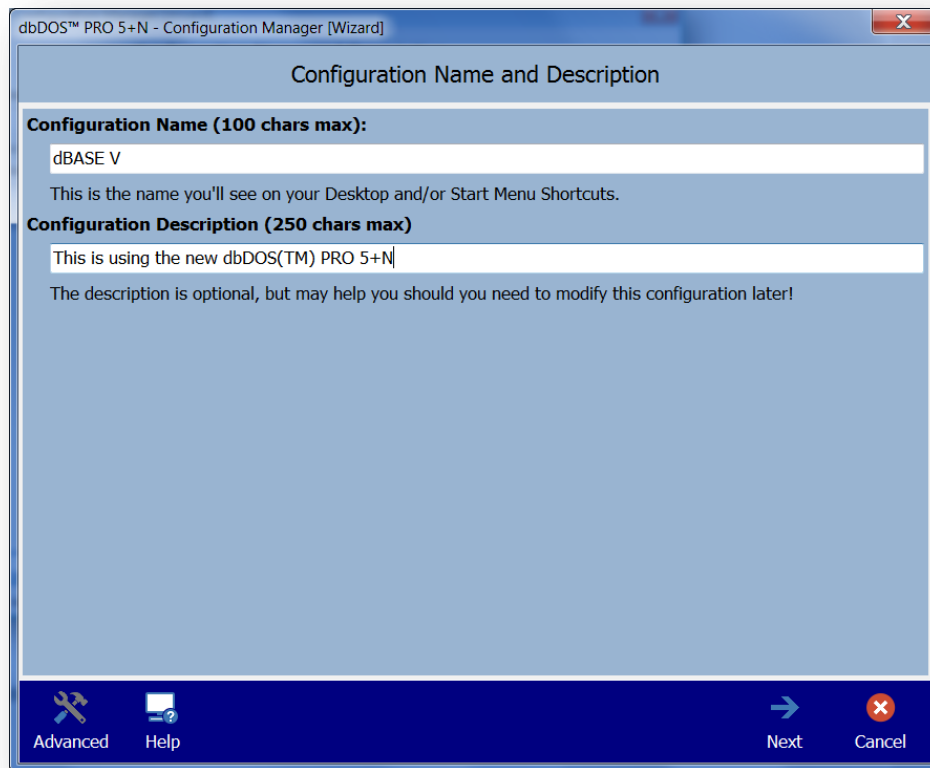 dbDOS™ PRO 5+N - Configuration Manager [Wizard]
Configuration Name and Description
Configuration Name (100 chars max):
dBASE V
This is the name you'll see on your Desktop and/or Start Menu Shortcuts.
Configuration Description (250 chars max)
This is using the new dbDOS(TM) PRO 5+N
The description is optional, but may help you should you need to modify this configuration later!
Advanced Help Next Cancel